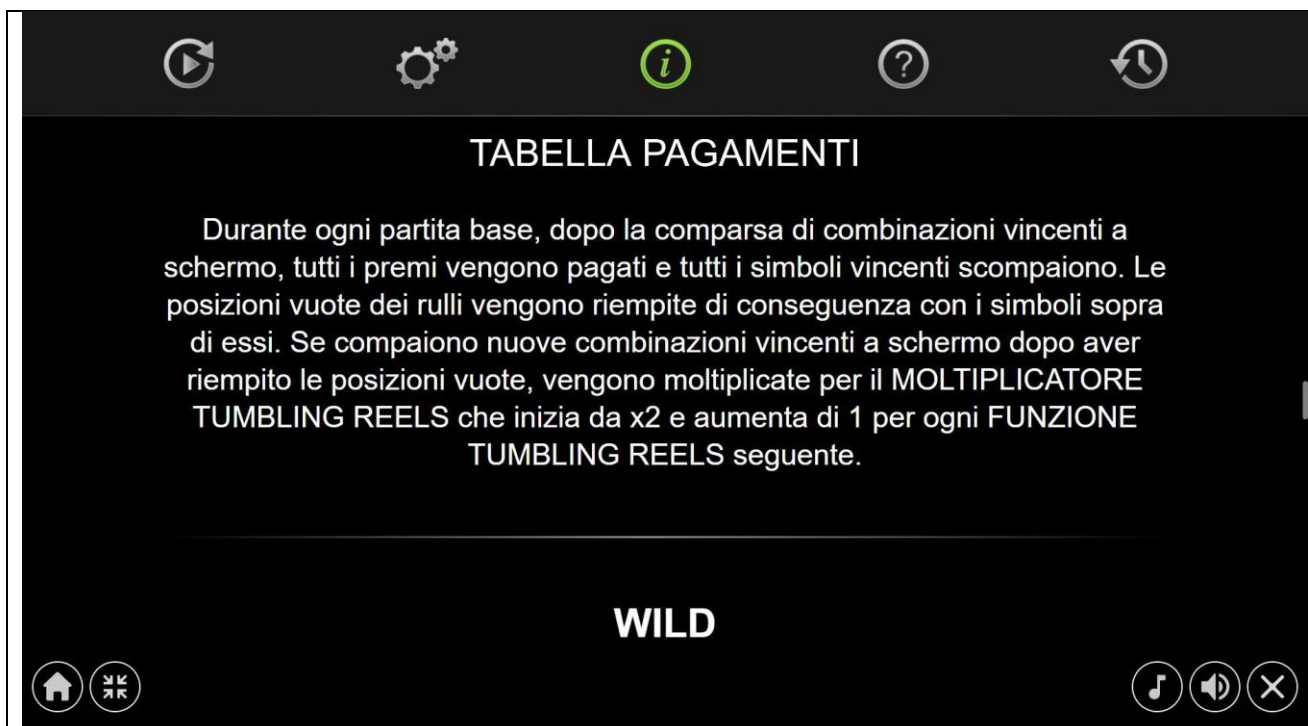 TABELLA PAGAMENTI
Durante ogni partita base, dopo la comparsa di combinazioni vincenti a
schermo, tutti i premi vengono pagati e tutti i simboli vincenti scompaiono. Le
posizioni vuote dei rulli vengono riempite di conseguenza con i simboli sopra
di essi. Se compaiono nuove combinazioni vincenti a schermo dopo aver
riempito le posizioni vuote, vengono moltiplicate per il MOLTIPLICATORE
TUMBLING REELS che inizia da x2 e aumenta di 1 per ogni FUNZIONE
TUMBLING REELS seguente.
WILD